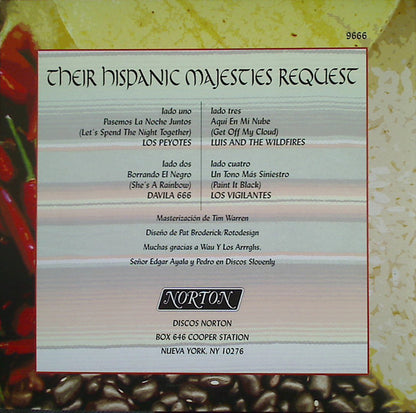 9666
THEIR HISPANIC MAJESTIES REQUEST
lado uno
Pasemos La Noche Juntos
(Let's Spend The Night Together)
LOS PEYOTES
lado tres
Aqui En Mi Nube
(Get Off My Cloud)
LUIS AND THE WILDFIRES
lado dos
Borrando El Negro
(She's A Rainbow)
DAVILA 666
lado cuatro
Un Tono Más Siniestro
(Paint It Black)
LOS VIGILANTES
Masterización de Tim Warren
Diseño de Pat Broderick/Rotodesign
Muchas gracias a Wau Y Los Arrrghs.
Señor Edgar Ayala y Pedro en Discos Slovenly
NORTON
DISCOS NORTON
BOX 646 COOPER STATION
NUEVA YORK, NY 10276